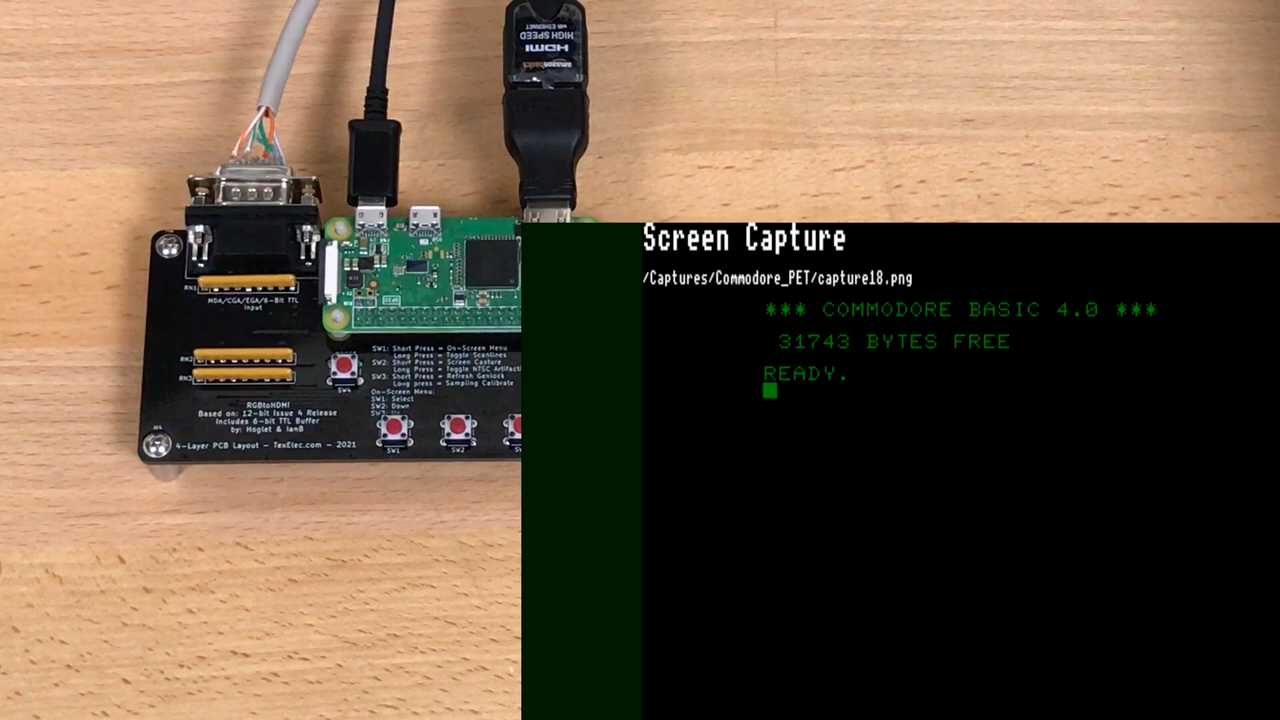 HIGH SPEED
with ETHERNET
HDMI
amazonbasics
RN1
MDA/CGA/EGA/6-Bit TTL
Input
RN2
RN3
SW4
SW1: Short Press = On-Screen Menu
Long Press = Toggle Scanlines
SW2: Short Press = Screen Capture
Long Press = Toggle NTSC Artifact
SW3: Short Press = Refresh Genlock
Long press = Sampling Calibrate
On-Screen Menu:
SW1: Select
SW2: Down
RGBtoHDMI
Based on: 12-bit Issue 4 Release
Includes 6-bit TTL Buffer
by: Hoglet & IanB
4-Layer PCB Layout - TexElec.com - 2021
SW1
SW2
Screen Capture
/Captures/Commodore_PET/capture18.png
*** COMMODORE BASIC 4.0 ***
31743 BYTES FREE
READY.